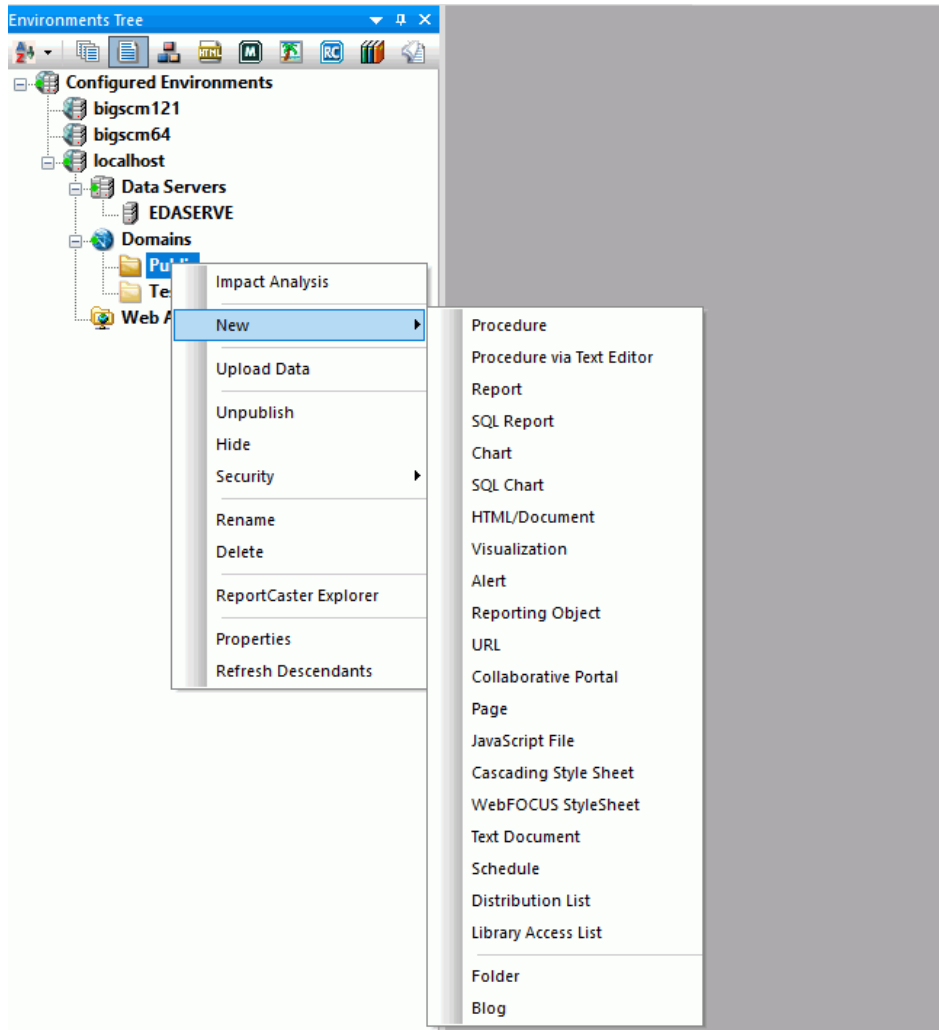 Environments Tree
HTML
M
RC
Configured Environments
bigscm121
bigscm64
localhost
Data Servers
EDASERVE
Domains
Impact Analysis
Web
New
Procedure
Procedure via Text Editor
Upload Data
Report
Unpublish
SQL Report
Hide
Chart
Security
SQL Chart
Rename
HTML/Document
Delete
Visualization
Alert
ReportCaster Explorer
Reporting Object
Properties
URL
Refresh Descendants
Collaborative Portal
Page
JavaScript File
Cascading Style Sheet
WebFOCUS StyleSheet
Text Document
Schedule
Distribution List
Library Access List
Folder
Blog